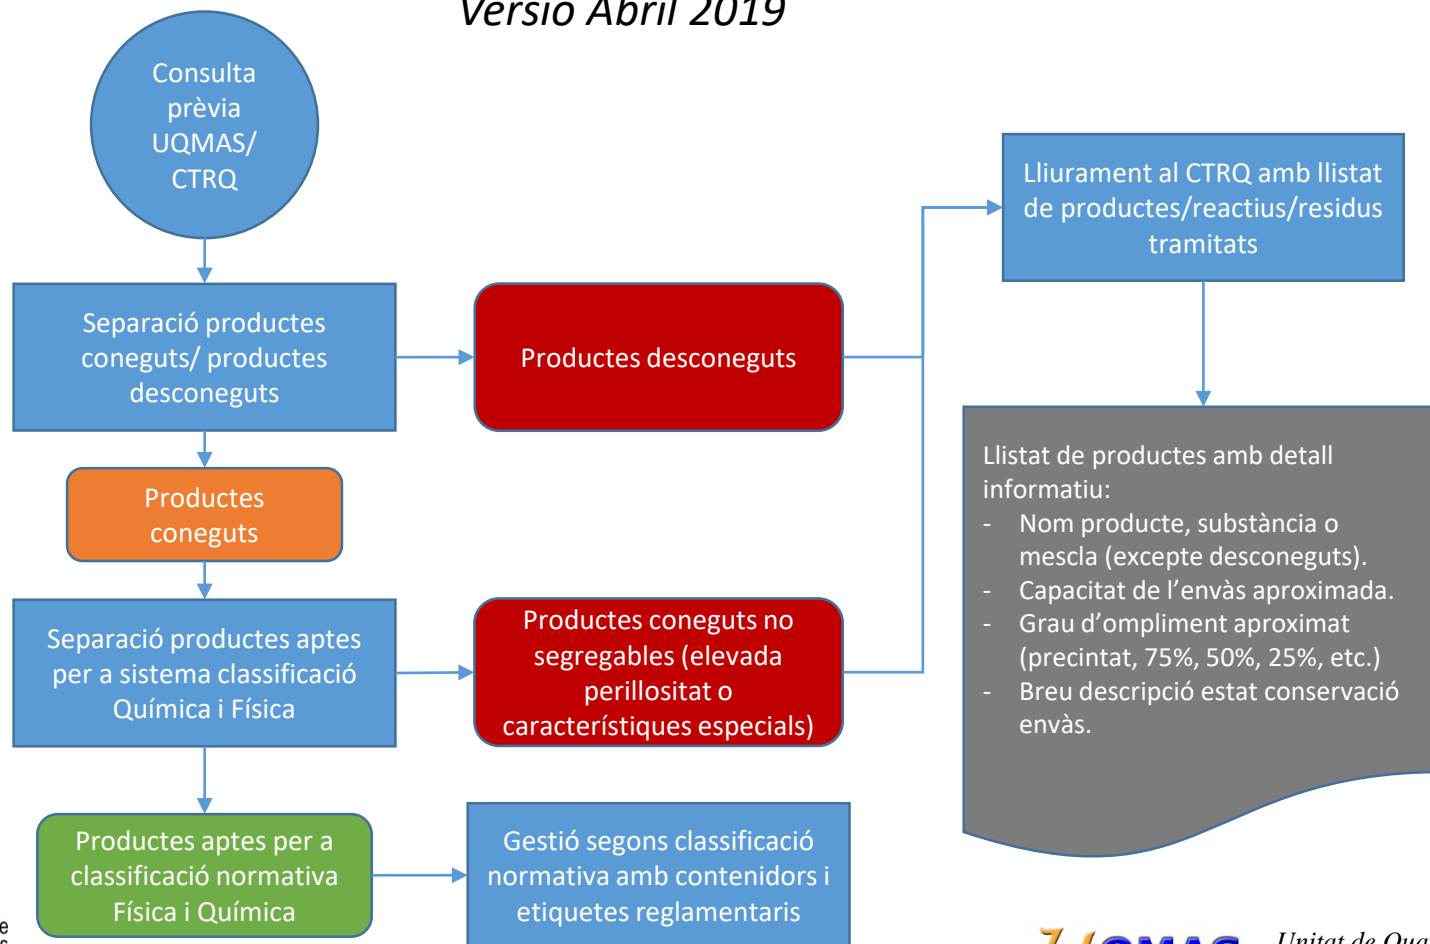 Versió Abril 2019
Consulta
prèvia
UQMAS/
CTRQ
Separació productes
coneguts/ productes
desconeguts
Productes desconeguts
Productes
coneguts
Separació productes aptes
per a sistema classificació
Química i Física
Productes coneguts no
segregables (elevada
perillositat o
característiques especials)
Productes aptes per a
classificació normativa
Física i Química
Gestió segons classificació
normativa amb contenidors i
etiquetes reglamentaris
Lliurament al CTRQ amb llistat
de productes/reactius/residus
tramitats
Llistat de productes amb detall
informatiu:
- Nom producte, substància o
mescla (excepte desconeguts).
- Capacitat de l’envàs aproximada.
- Grau d’ompliment aproximat
(precintat, 75%, 50%, 25%, etc.)
- Breu descripció estat conservació
envàs.
Unitat de Qua